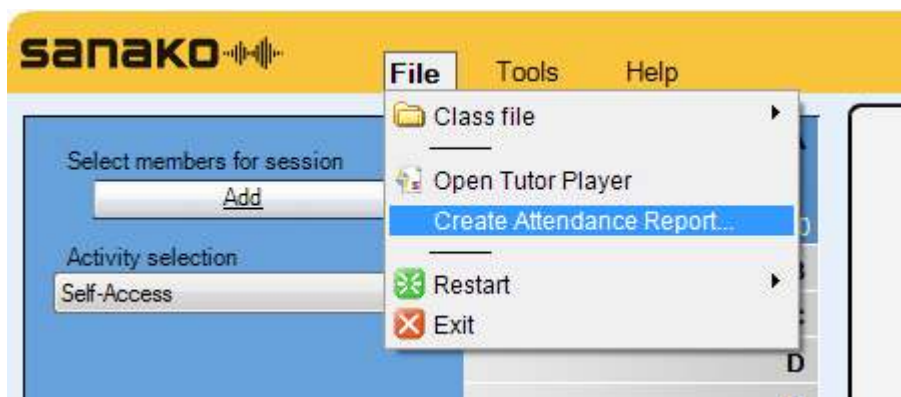 sanako
File Tools Help
Class file
Open Tutor Player
Create Attendance Report...
Restart
Exit
Select members for session
Add
Activity selection
Self-Access
D